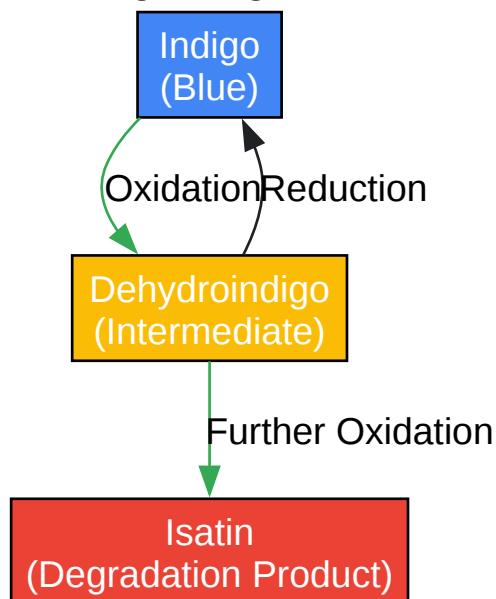 Indigo
(Blue)
Oxidation
Reduction
Dehydroindigo
(Intermediate)
Further Oxidation
Isatin
(Degradation Product)